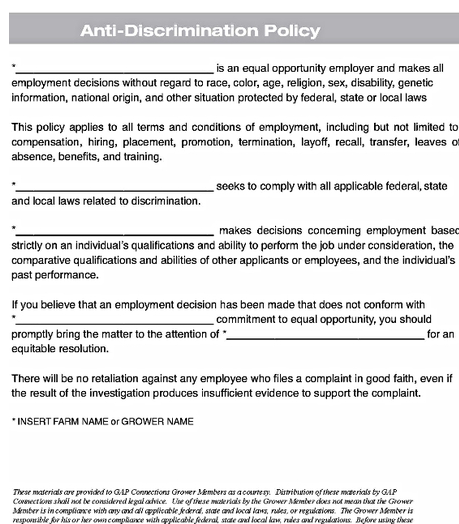 Anti-Discrimination Policy
*__________________________________ is an equal opportunity employer and makes all
employment decisions without regard to race, color, age, religion, sex, disability, genetic
information, national origin, and other situation protected by federal, state or local laws
This policy applies to all terms and conditions of employment, including but not limited to
compensation, hiring, placement, promotion, termination, layoff, recall, transfer, leaves of
absence, benefits, and training.
*__________________________________ seeks to comply with all applicable federal, state
and local laws related to discrimination.
*__________________________________ makes decisions concerning employment based
strictly on an individual's qualifications and ability to perform the job under consideration, the
comparative qualifications and abilities of other applicants or employees, and the individual's
past performance.
If you believe that an employment decision has been made that does not conform with
*__________________________________ commitment to equal opportunity, you should
promptly bring the matter to the attention of *__________________________________ for an
equitable resolution.
There will be no retaliation against any employee who files a complaint in good faith, even if
the result of the investigation produces insufficient evidence to support the complaint.
* INSERT FARM NAME or GROWER NAME
These materials are provided to GAP Connections Grower Members as a courtesy. Distribution of these materials by GAP
Connections shall not be considered legal advice. Use of these materials by the Grower Member does not mean that the Grower
Member is in compliance with any and all applicable federal, state and local laws, rules, or regulations. The Grower Member is
responsible for his or her own compliance with applicable federal, state and local law, rules and regulations. Before using these